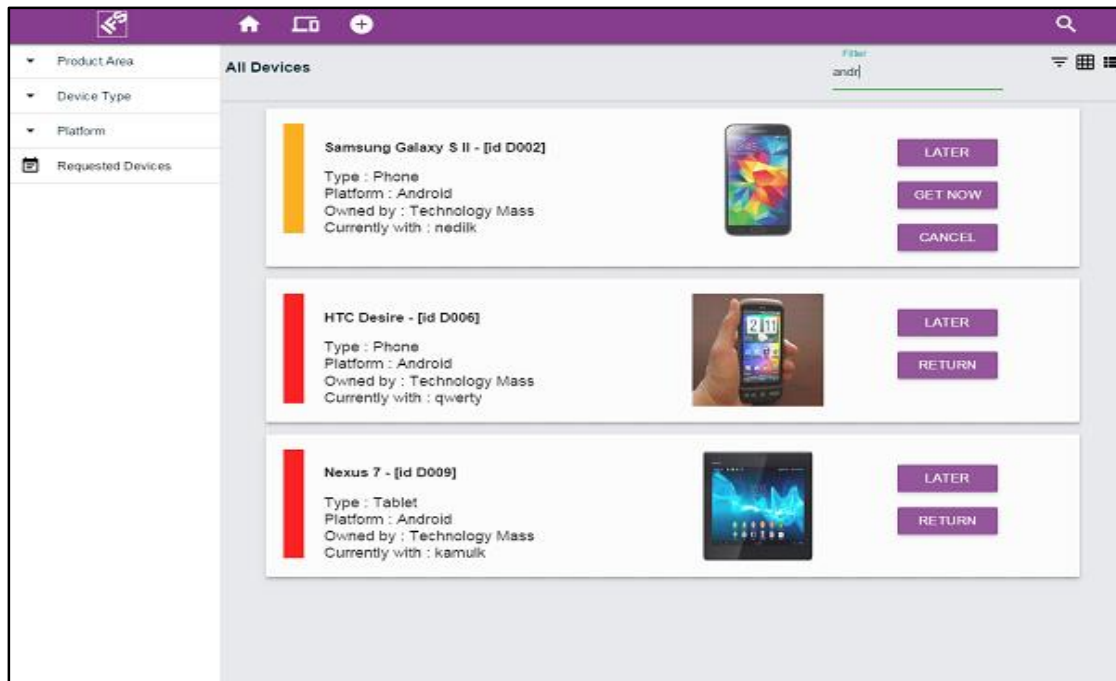 IFS
Product Area
Device Type
Platform
Requested Devices
All Devices
Filter
andr
Samsung Galaxy S II - [id D002]
Type : Phone
Platform : Android
Owned by : Technology Mass
Currently with : nedilk
LATER
GET NOW
CANCEL
HTC Desire - [id D006]
Type : Phone
Platform : Android
Owned by : Technology Mass
Currently with : qwerty
2 11
LATER
RETURN
Nexus 7 - [id D009]
Type : Tablet
Platform : Android
Owned by : Technology Mass
Currently with : kamulk
LATER
RETURN